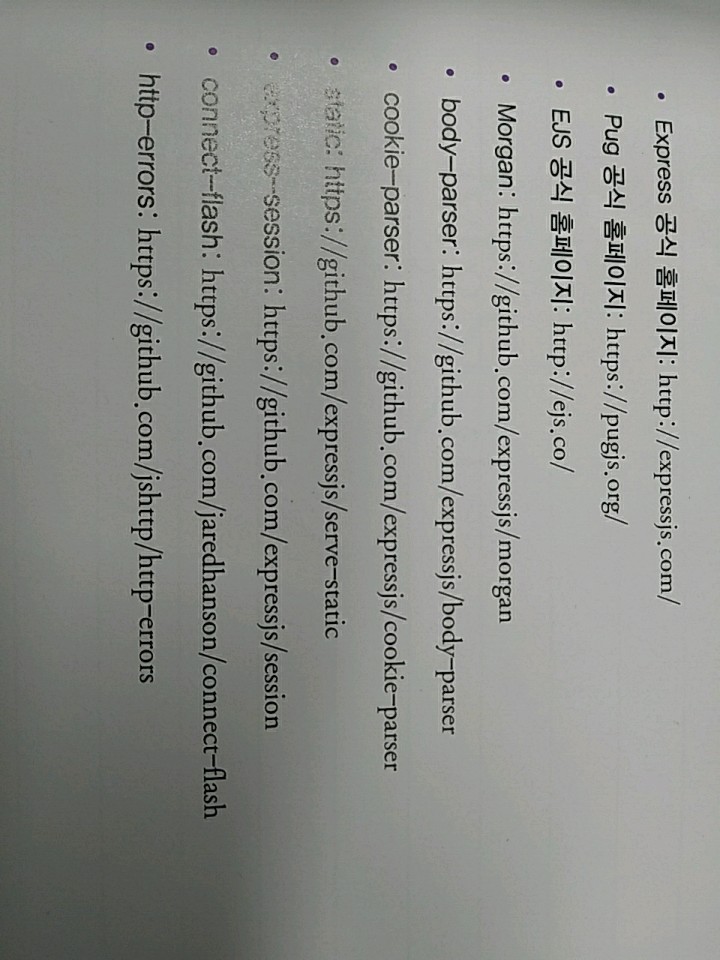 • Express 공식 홈페이지: http://expressjs.com/
• Pug 공식 홈페이지: https://pugjs.org/
• EJS 공식 홈페이지: http://ejs.co/
• Morgan: https://github.com/expressjs/morgan
• body-parser: https://github.com/expressjs/body-parser
• cookie-parser: https://github.com/expressjs/cookie-parser
• static: https://github.com/expressjs/serve-static
• express-session: https://github.com/expressjs/session
• connect-flash: https://github.com/jaredhanson/connect-flash
• http-errors: https://github.com/jshttp/http-errors